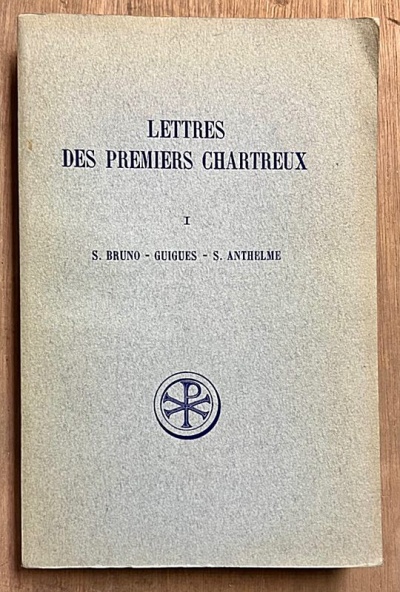 LETTRES
DES PREMIERS CHARTREUX
I
S. BRUNO - GUIGUES - S. ANTHELME